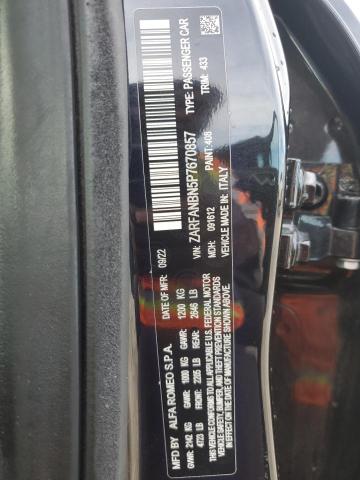 MFD BY ALFA ROMEO S.P.A. DATE OF MFR: 09/22
GVWR: 2142 KG GAWR: 1000 KG GAWR: 1200 KG
4723 LB FRONT: 2205 LB REAR: 2646 LB
THIS VEHICLE CONFORMS TO ALL APPLICABLE U.S. FEDERAL MOTOR
VEHICLE SAFETY, BUMPER, AND THEFT PREVENTION STANDARDS
IN EFFECT ON THE DATE OF MANUFACTURE SHOWN ABOVE.
VIN: ZARFANBN5P7670857 TYPE: PASSENGER CAR
MDH: 091612 PAINT: 408 TRIM: 433
VEHICLE MADE IN: ITALY